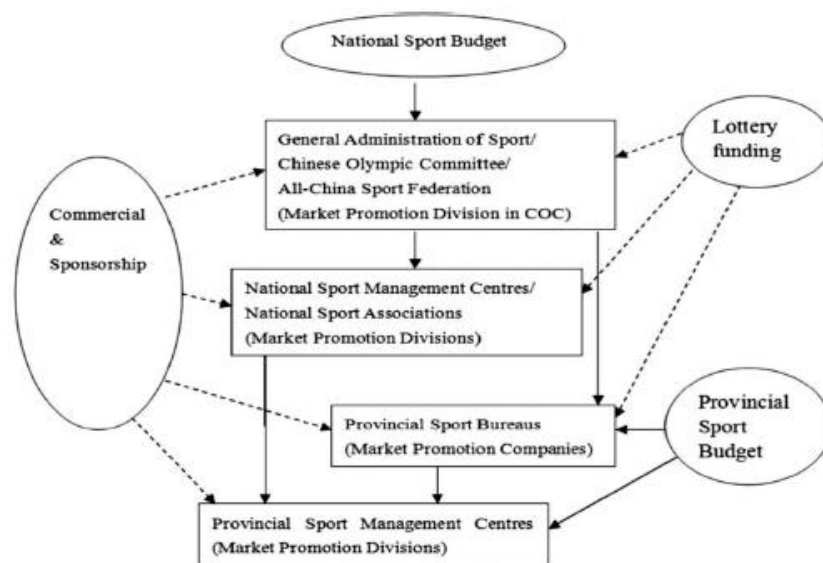 National Sport Budget
General Administration of Sport/
Chinese Olympic Committee/
All-China Sport Federation
(Market Promotion Division in COC)
Lottery
funding
Commercial
&
Sponsorship
National Sport Management Centres/
National Sport Associations
(Market Promotion Divisions)
Provincial Sport Bureaus
(Market Promotion Companies)
Provincial
Sport
Budget
Provincial Sport Management Centres
(Market Promotion Divisions)